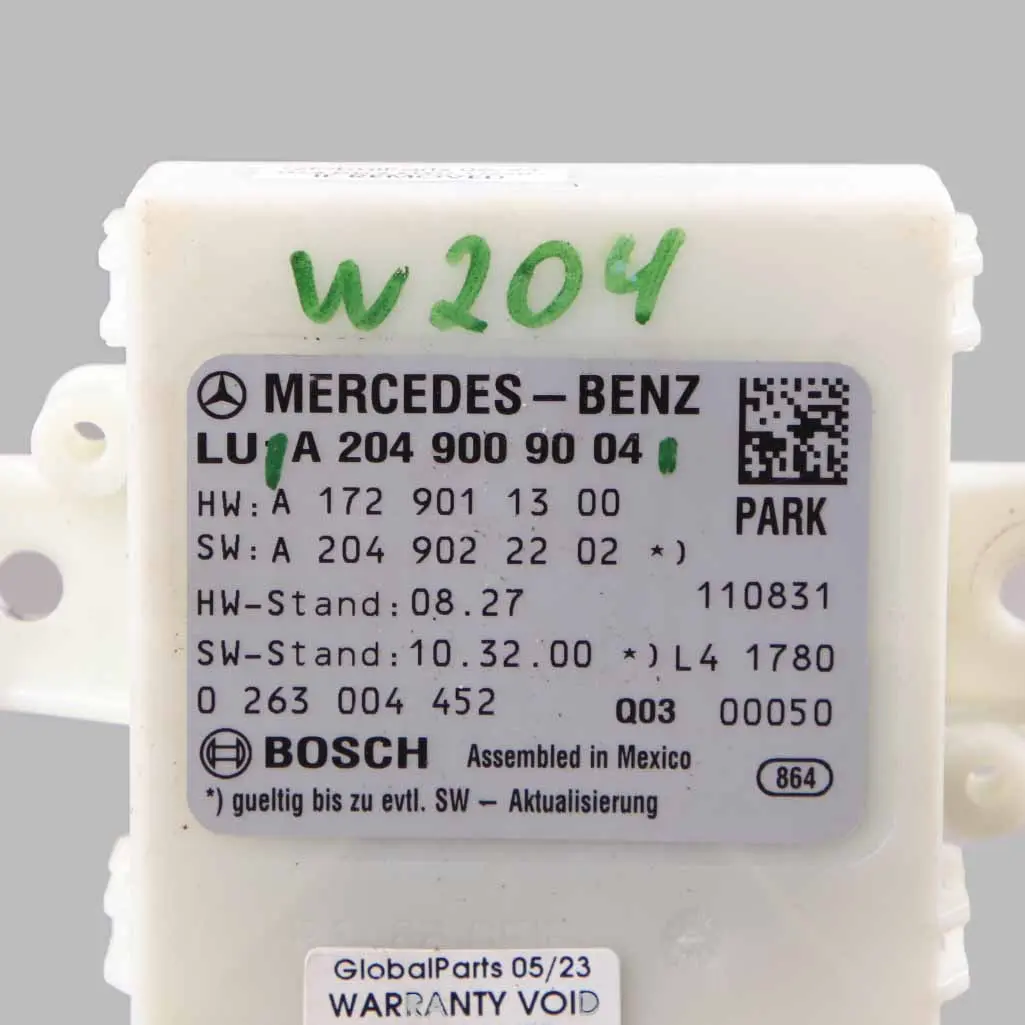 W204
MERCEDES-BENZ
LU: A 204 900 90 04
HW: A 172 901 13 00
PARK
SW: A 204 902 22 02 *)
HW-Stand: 08.27 110831
SW-Stand: 10.32.00 *) L4 1780
0 263 004 452 Q03 00050
BOSCH Assembled in Mexico 864
*) gueltig bis zu evtl. SW - Aktualisierung
GlobalParts 05/23
WARRANTY VOID